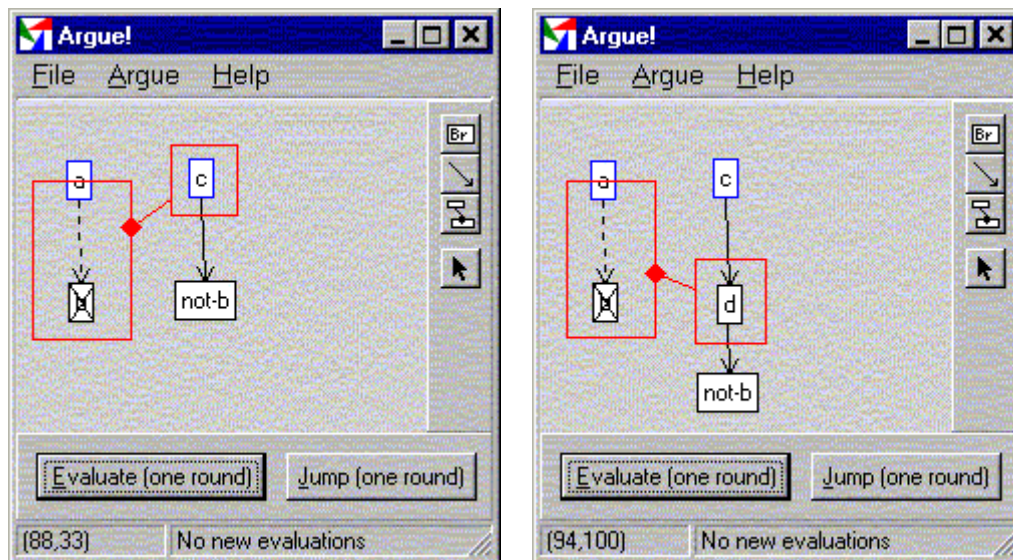 Argue!
File Argue Help
Br
a
c
not-b
Evaluate (one round) Jump (one round)
(88,33) No new evaluations
Argue!
File Argue Help
Br
a
c
d
not-b
Evaluate (one round) Jump (one round)
(94,100) No new evaluations